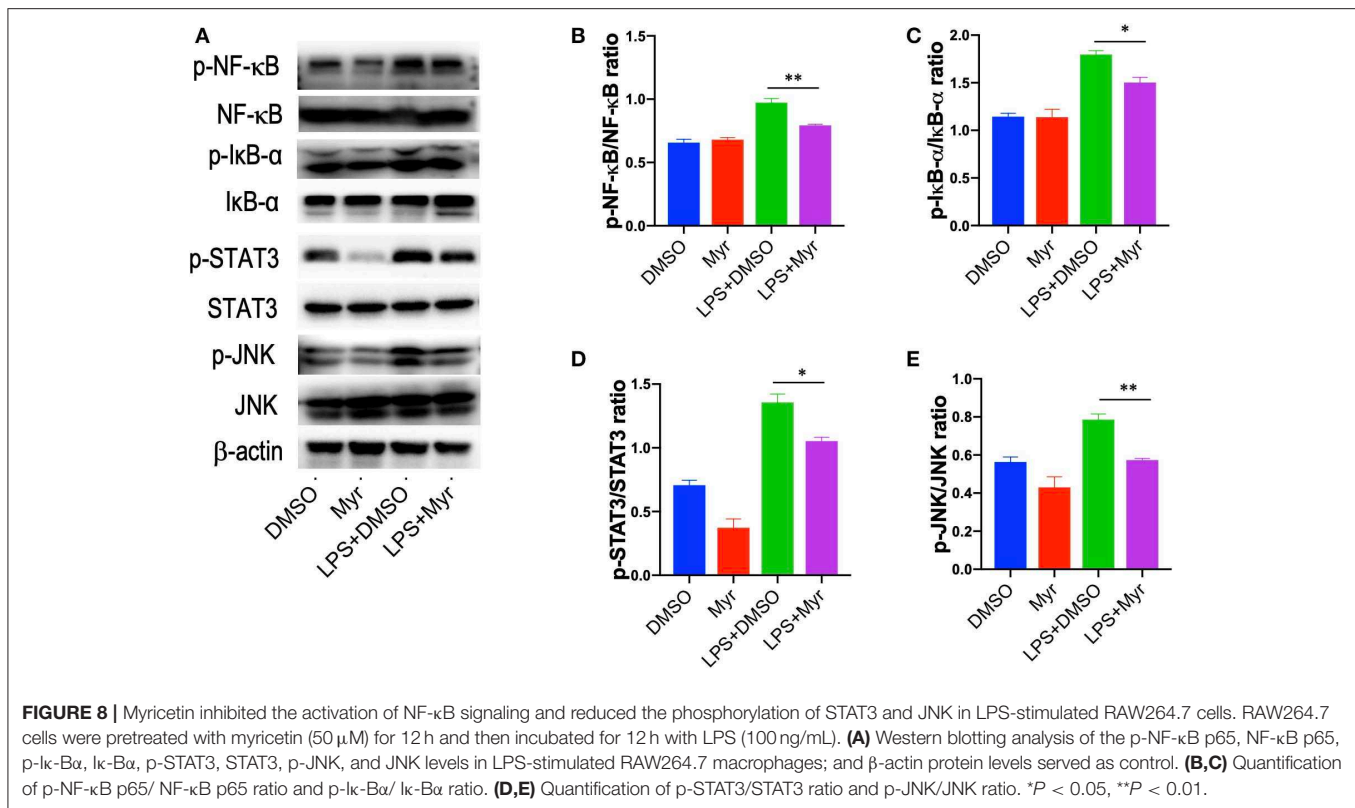 A
p-NF-κB
NF-κB
p-IκB-α
IκB-α
p-STAT3
STAT3
p-JNK
JNK
β-actin
DMSO
Myr
LPS+DMSO
LPS+Myr
B
p-NF-κB/NF-κB ratio
1.5
1.0
0.5
0.0
**
DMSO
Myr
LPS+DMSO
LPS+Myr
C
p-IκB-α/IκB-α ratio
2.0
1.5
1.0
0.5
0.0
*
DMSO
Myr
LPS+DMSO
LPS+Myr
D
p-STAT3/STAT3 ratio
1.5
1.0
0.5
0.0
*
DMSO
Myr
LPS+DMSO
LPS+Myr
E
p-JNK/JNK ratio
1.0
0.8
0.6
0.4
0.2
0.0
**
DMSO
Myr
LPS+DMSO
LPS+Myr
FIGURE 8 | Myricetin inhibited the activation of NF-κB signaling and reduced the phosphorylation of STAT3 and JNK in LPS-stimulated RAW264.7 cells. RAW264.7
cells were pretreated with myricetin (50 μM) for 12 h and then incubated for 12 h with LPS (100 ng/mL). (A) Western blotting analysis of the p-NF-κB p65, NF-κB p65,
p-Iκ-Bα, Iκ-Bα, p-STAT3, STAT3, p-JNK, and JNK levels in LPS-stimulated RAW264.7 macrophages; and β-actin protein levels served as control. (B,C) Quantification
of p-NF-κB p65/ NF-κB p65 ratio and p-Iκ-Bα/ Iκ-Bα ratio. (D,E) Quantification of p-STAT3/STAT3 ratio and p-JNK/JNK ratio. *P < 0.05, **P < 0.01.